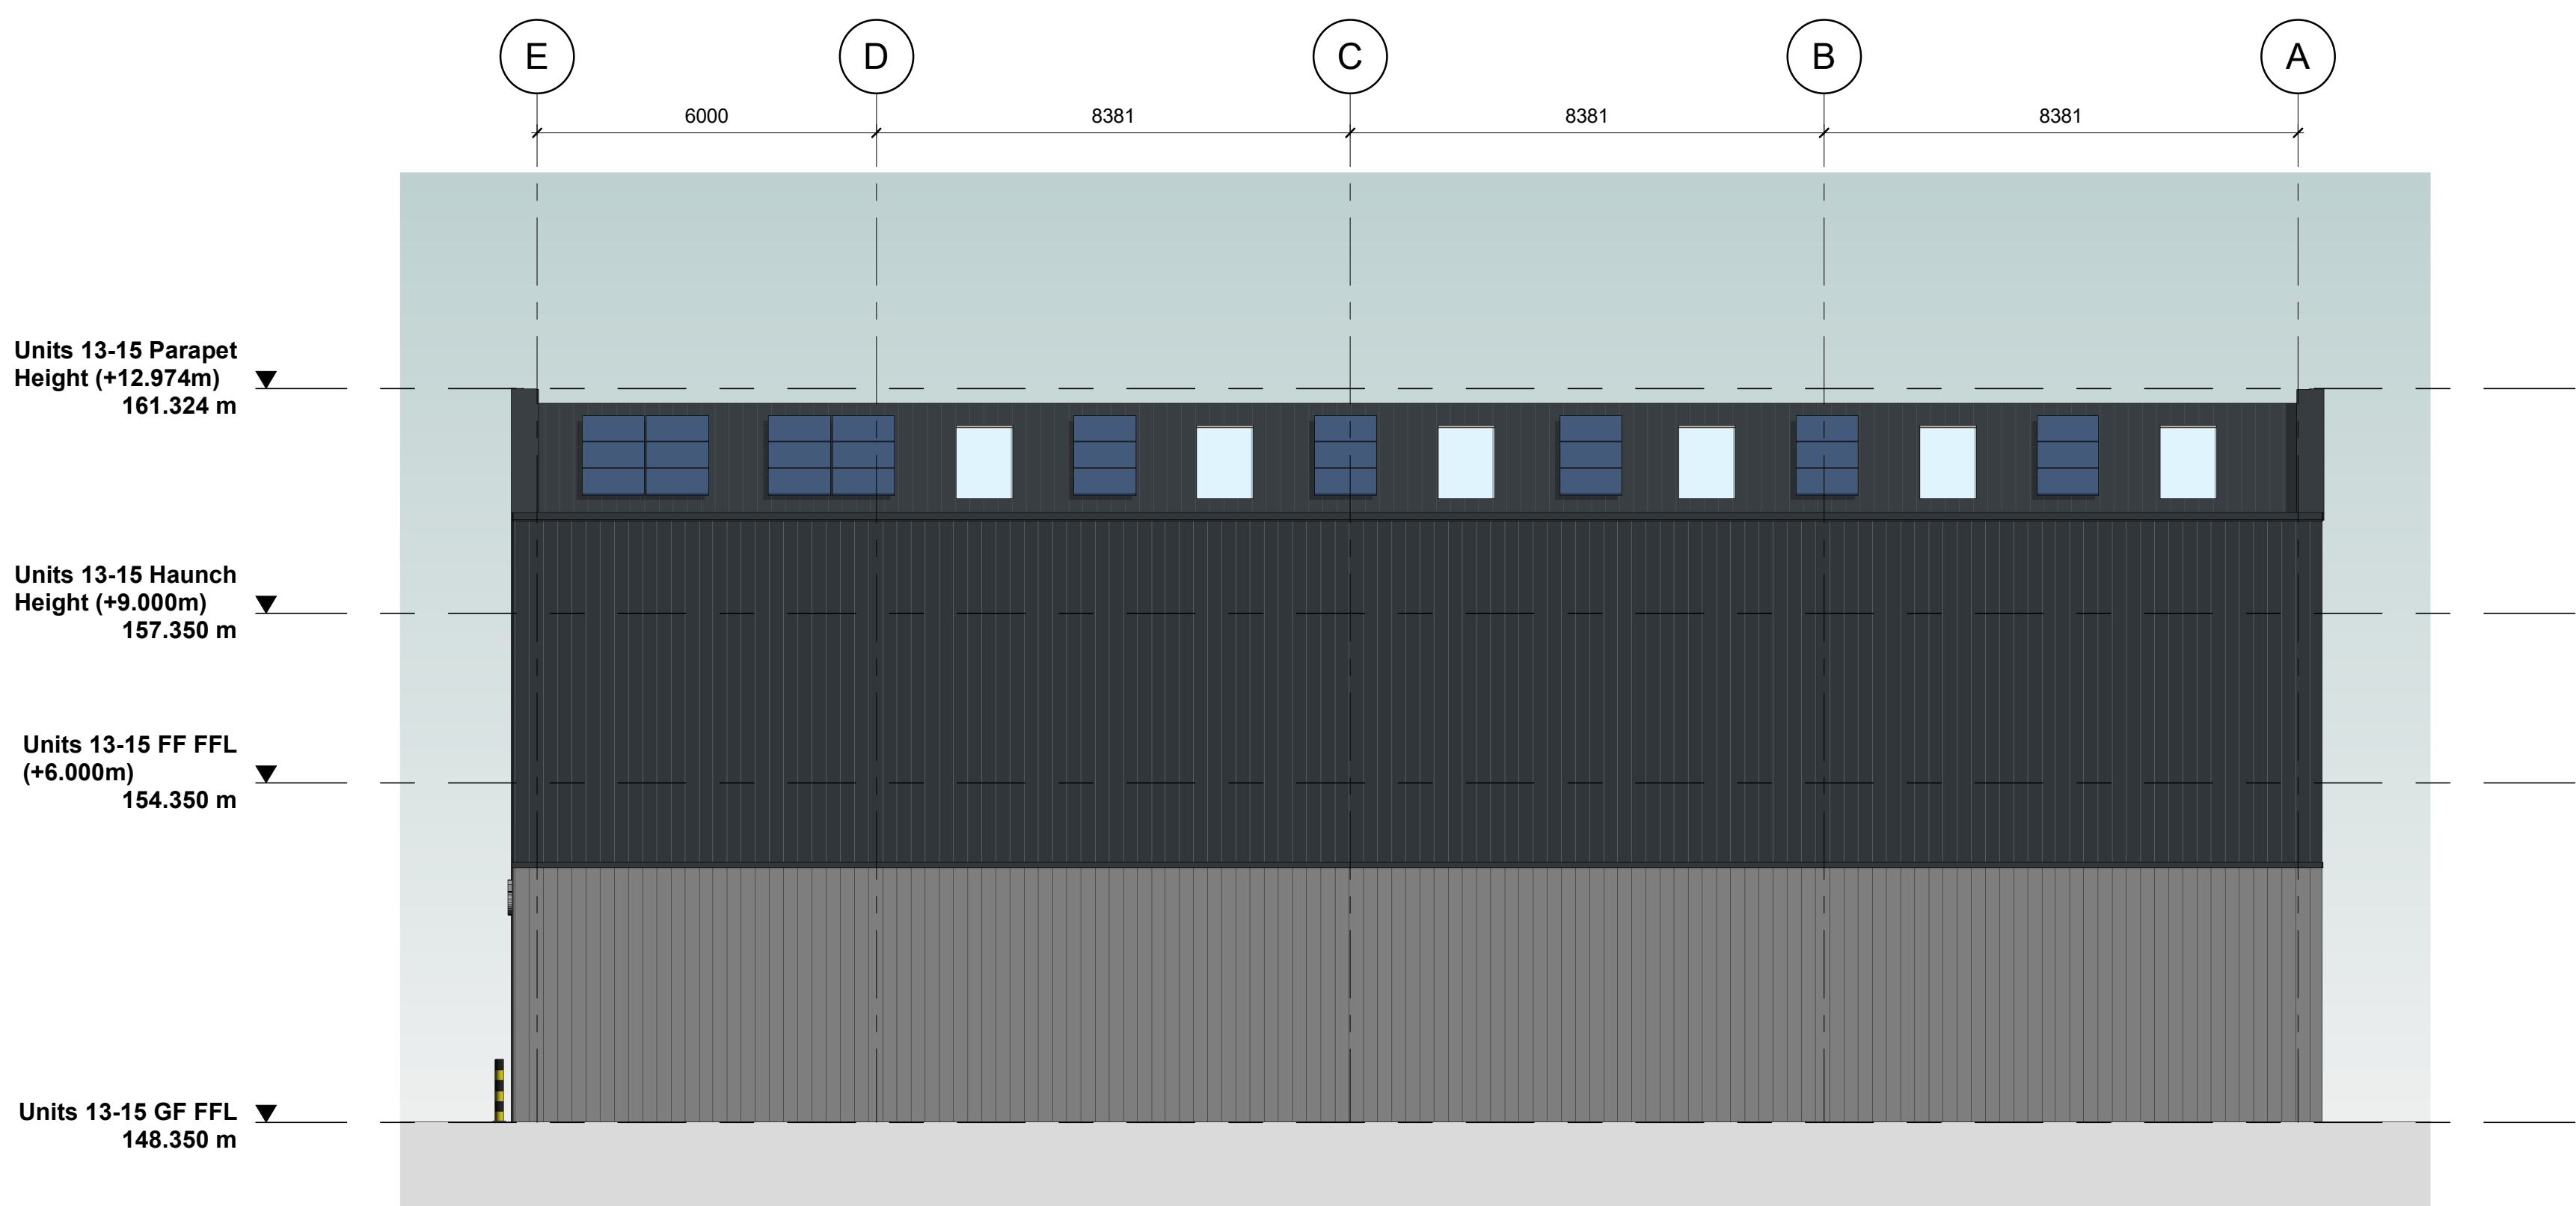 E D C B A
6000 8381 8381 8381
Units 13-15 Parapet
Height (+12.974m)
161.324 m
Units 13-15 Haunch
Height (+9.000m)
157.350 m
Units 13-15 FF FFL
(+6.000m)
154.350 m
Units 13-15 GF FFL
148.350 m